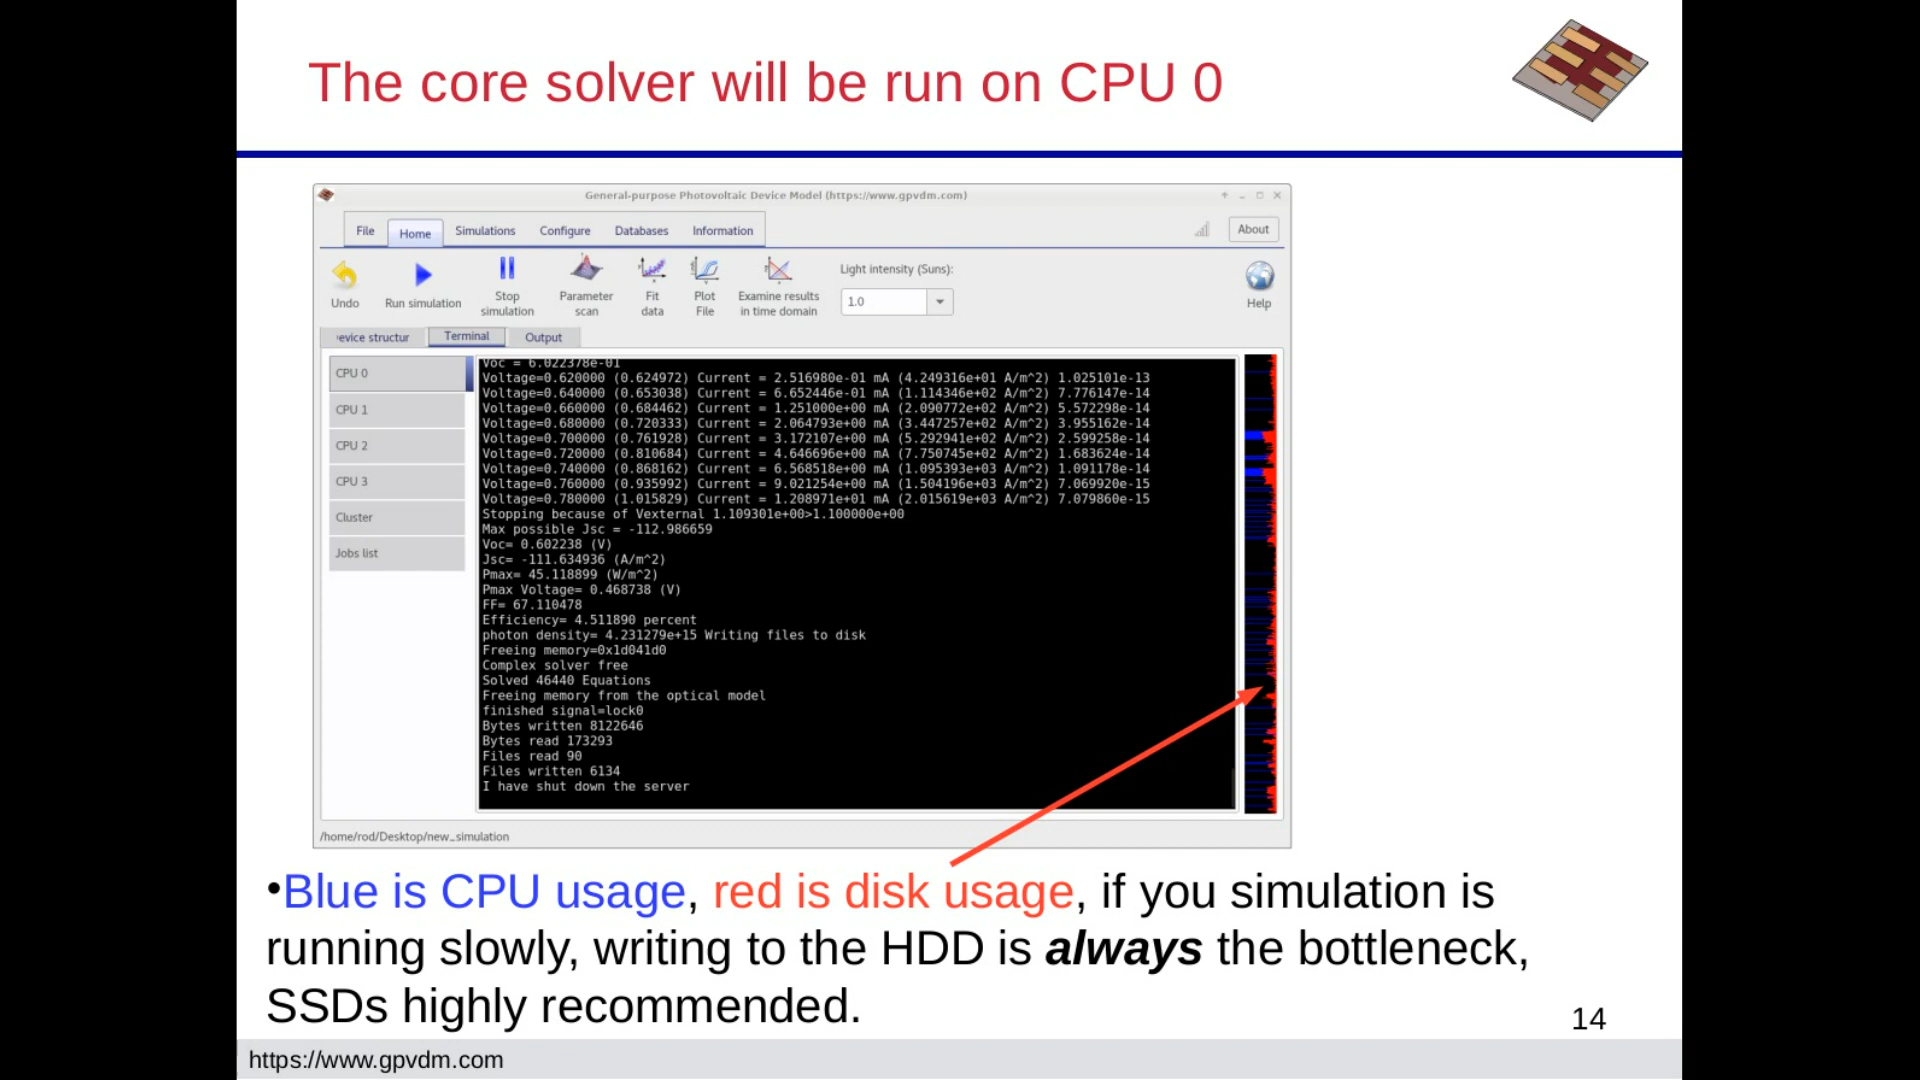 The core solver will be run on CPU 0
General-purpose Photovoltaic Device Model (https://www.gpvdm.com)
File Home Simulations Configure Databases Information About
Undo Run simulation Stop simulation Parameter scan Fit data Plot File Examine results in time domain Light intensity (Suns): 1.0 Help
evice structur Terminal Output
CPU 0
CPU 1
CPU 2
CPU 3
Cluster
Jobs list
Voc = 6.022378e-01
Voltage=0.620000 (0.624972) Current = 2.516980e-01 mA (4.249316e+01 A/m^2) 1.025101e-13
Voltage=0.640000 (0.653038) Current = 6.652446e-01 mA (1.114346e+02 A/m^2) 7.776147e-14
Voltage=0.660000 (0.684462) Current = 1.251000e+00 mA (2.090772e+02 A/m^2) 5.572298e-14
Voltage=0.680000 (0.720333) Current = 2.064793e+00 mA (3.447257e+02 A/m^2) 3.955162e-14
Voltage=0.700000 (0.761928) Current = 3.172107e+00 mA (5.292941e+02 A/m^2) 2.599258e-14
Voltage=0.720000 (0.810684) Current = 4.646696e+00 mA (7.750745e+02 A/m^2) 1.683624e-14
Voltage=0.740000 (0.868162) Current = 6.568518e+00 mA (1.095393e+03 A/m^2) 1.091178e-14
Voltage=0.760000 (0.935992) Current = 9.021254e+00 mA (1.504196e+03 A/m^2) 7.069920e-15
Voltage=0.780000 (1.015829) Current = 1.208971e+01 mA (2.015619e+03 A/m^2) 7.079860e-15
Stopping because of Vexternal 1.109301e+00>1.100000e+00
Max possible Jsc = -112.986659
Voc= 0.602238 (V)
Jsc= -111.634936 (A/m^2)
Pmax= 45.118899 (W/m^2)
Pmax Voltage= 0.468738 (V)
FF= 67.110478
Efficiency= 4.511890 percent
photon density= 4.231279e+15 Writing files to disk
Freeing memory=0x1d041d0
Complex solver free
Solved 46440 Equations
Freeing memory from the optical model
finished signal=lock0
Bytes written 8122646
Bytes read 173293
Files read 90
Files written 6134
I have shut down the server
/home/rod/Desktop/new_simulation
•Blue is CPU usage, red is disk usage, if you simulation is
running slowly, writing to the HDD is always the bottleneck,
SSDs highly recommended.
14
https://www.gpvdm.com